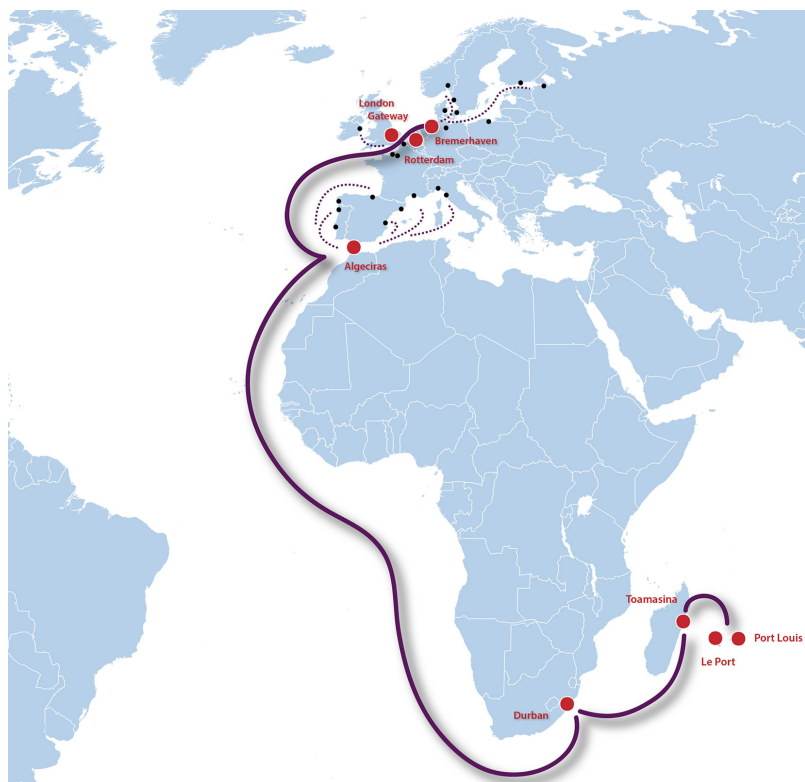 London
Gateway
Bremerhaven
Rotterdam
Algeciras
Toamasina
Port Louis
Le Port
Durban